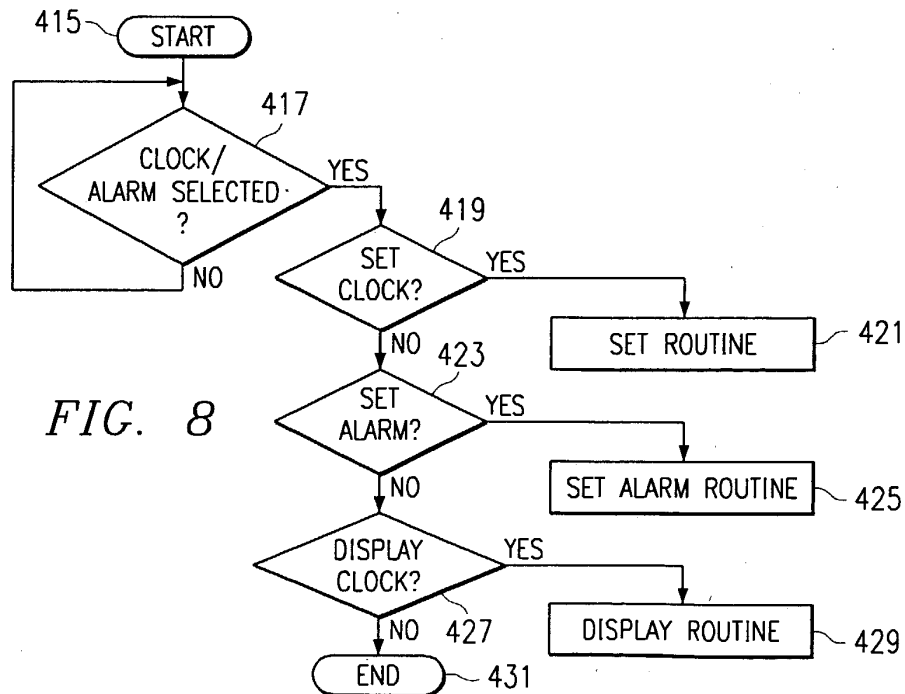 415
START
417
CLOCK/
ALARM SELECTED
?
YES
NO
419
SET
CLOCK?
YES
NO
SET ROUTINE
421
423
SET
ALARM?
YES
NO
SET ALARM ROUTINE
425
FIG. 8
DISPLAY
CLOCK?
YES
NO
427
DISPLAY ROUTINE
429
END
431